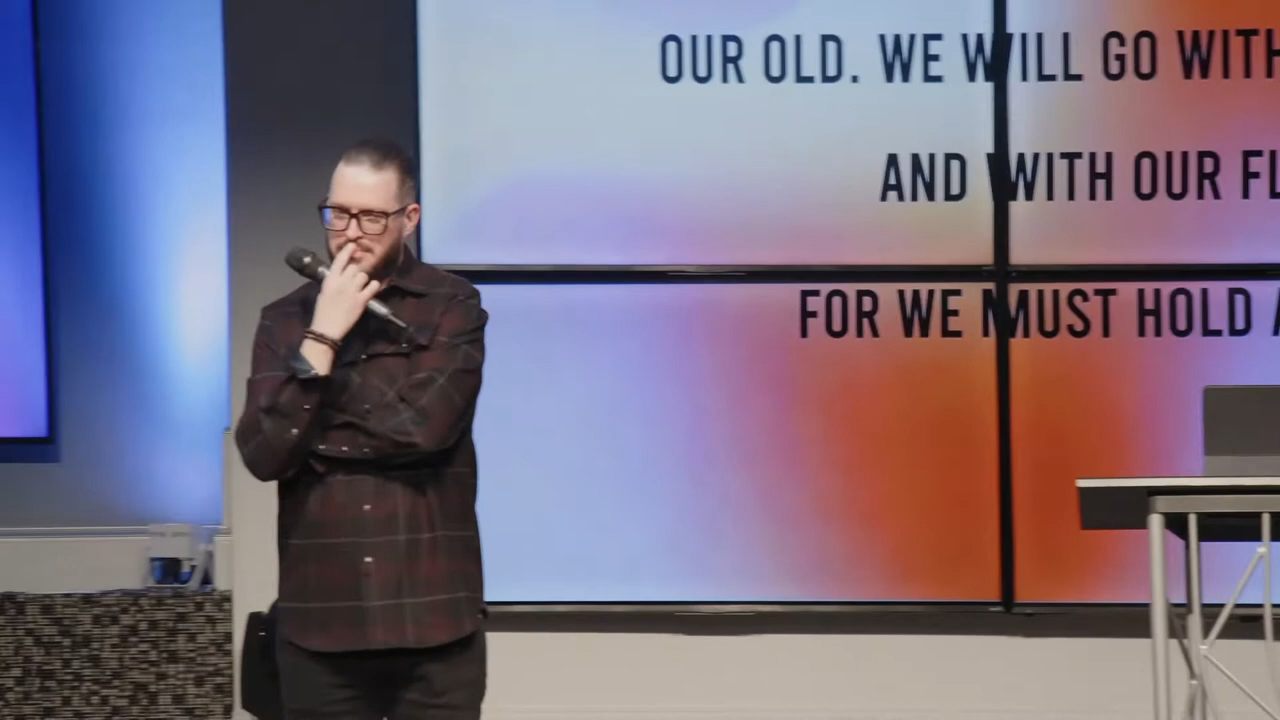 OUR OLD. WE WILL GO WITH
AND WITH OUR FL
FOR WE MUST HOLD